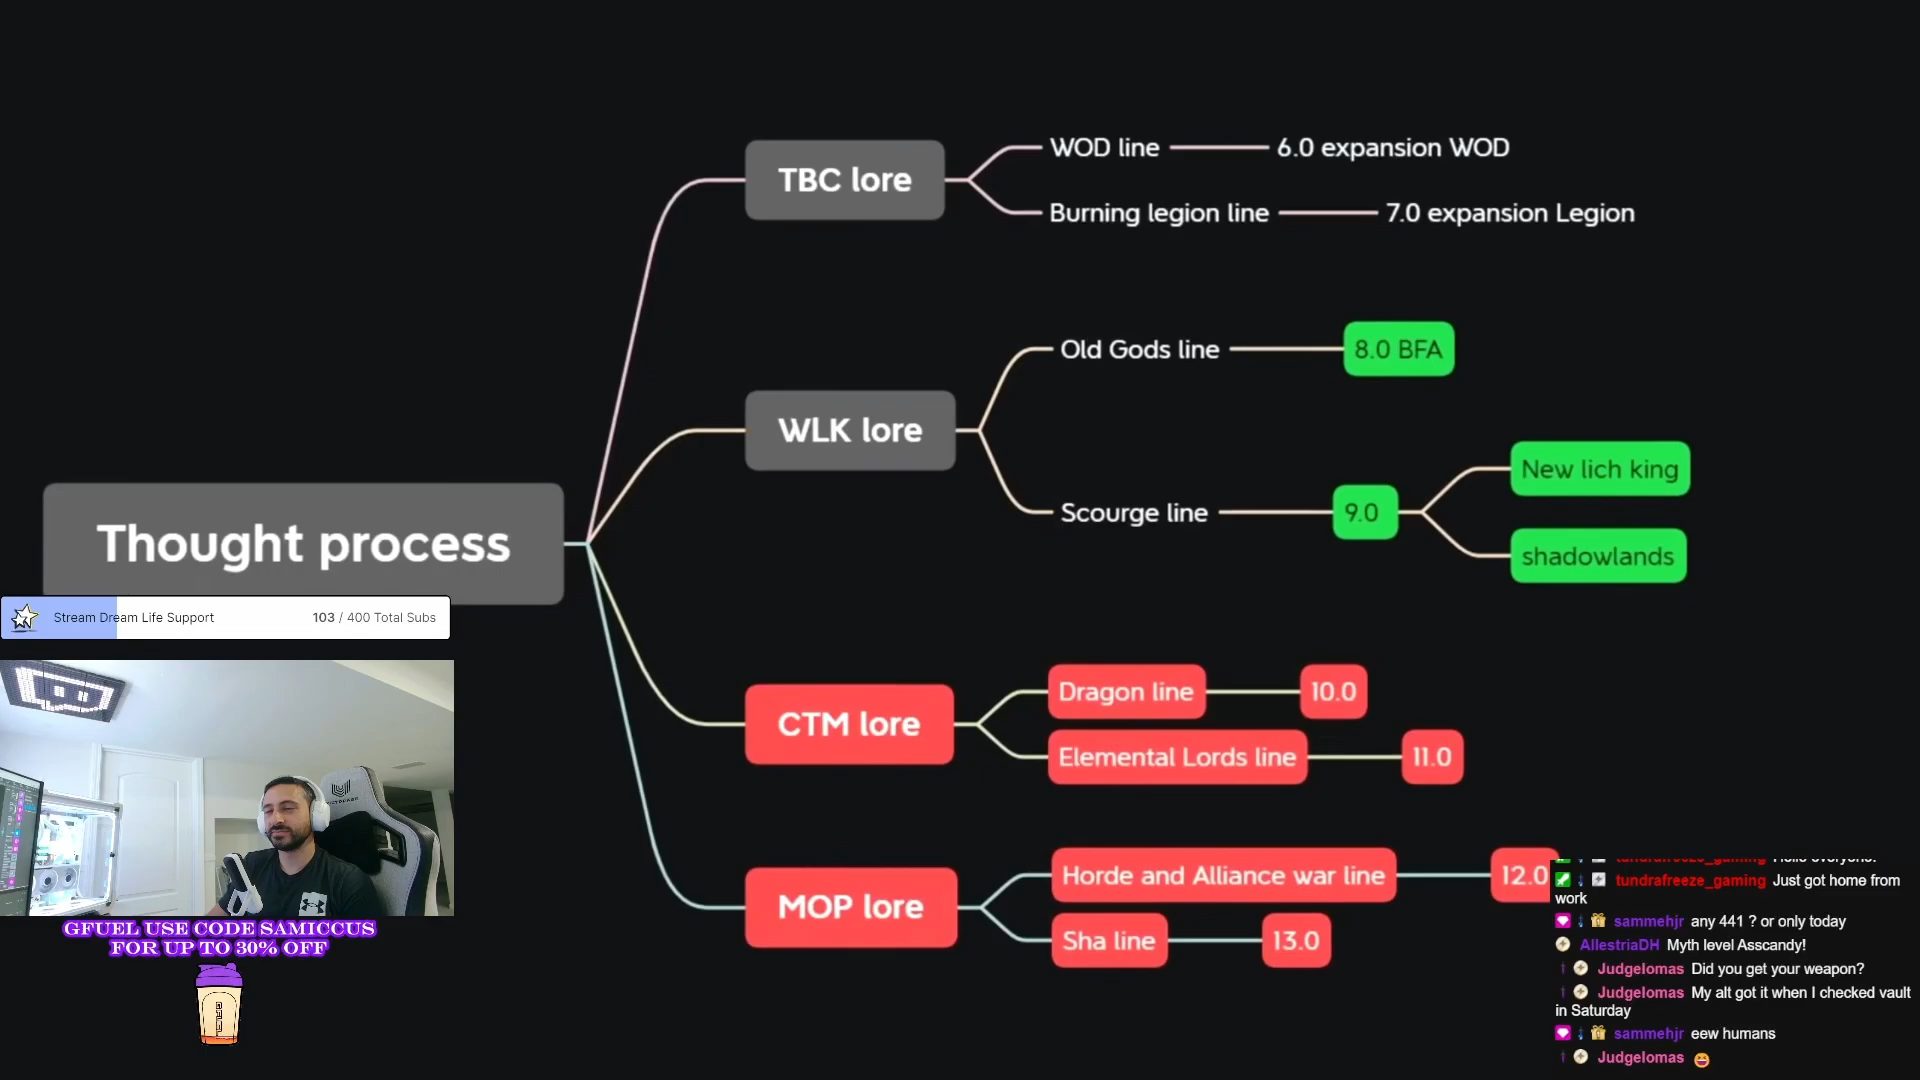 TBC lore
WOD line
6.0 expansion WOD
Burning legion line
7.0 expansion Legion
Thought process
WLK lore
Old Gods line
8.0 BFA
Scourge line
9.0
New lich king
shadowlands
CTM lore
Dragon line
10.0
Elemental Lords line
11.0
MOP lore
Horde and Alliance war line
12.0
Sha line
13.0
Stream Dream Life Support
103 / 400 Total Subs
GFUEL USE CODE SAMICCUS
FOR UP TO 30% OFF
tundrafreeze_gaming Hello everyone!
tundrafreeze_gaming Just got home from
work
sammehjr any 441 ? or only today
AllestriaDH Myth level Asscandy!
Judgelomas Did you get your weapon?
Judgelomas My alt got it when I checked vault
in Saturday
sammehjr eew humans
Judgelomas